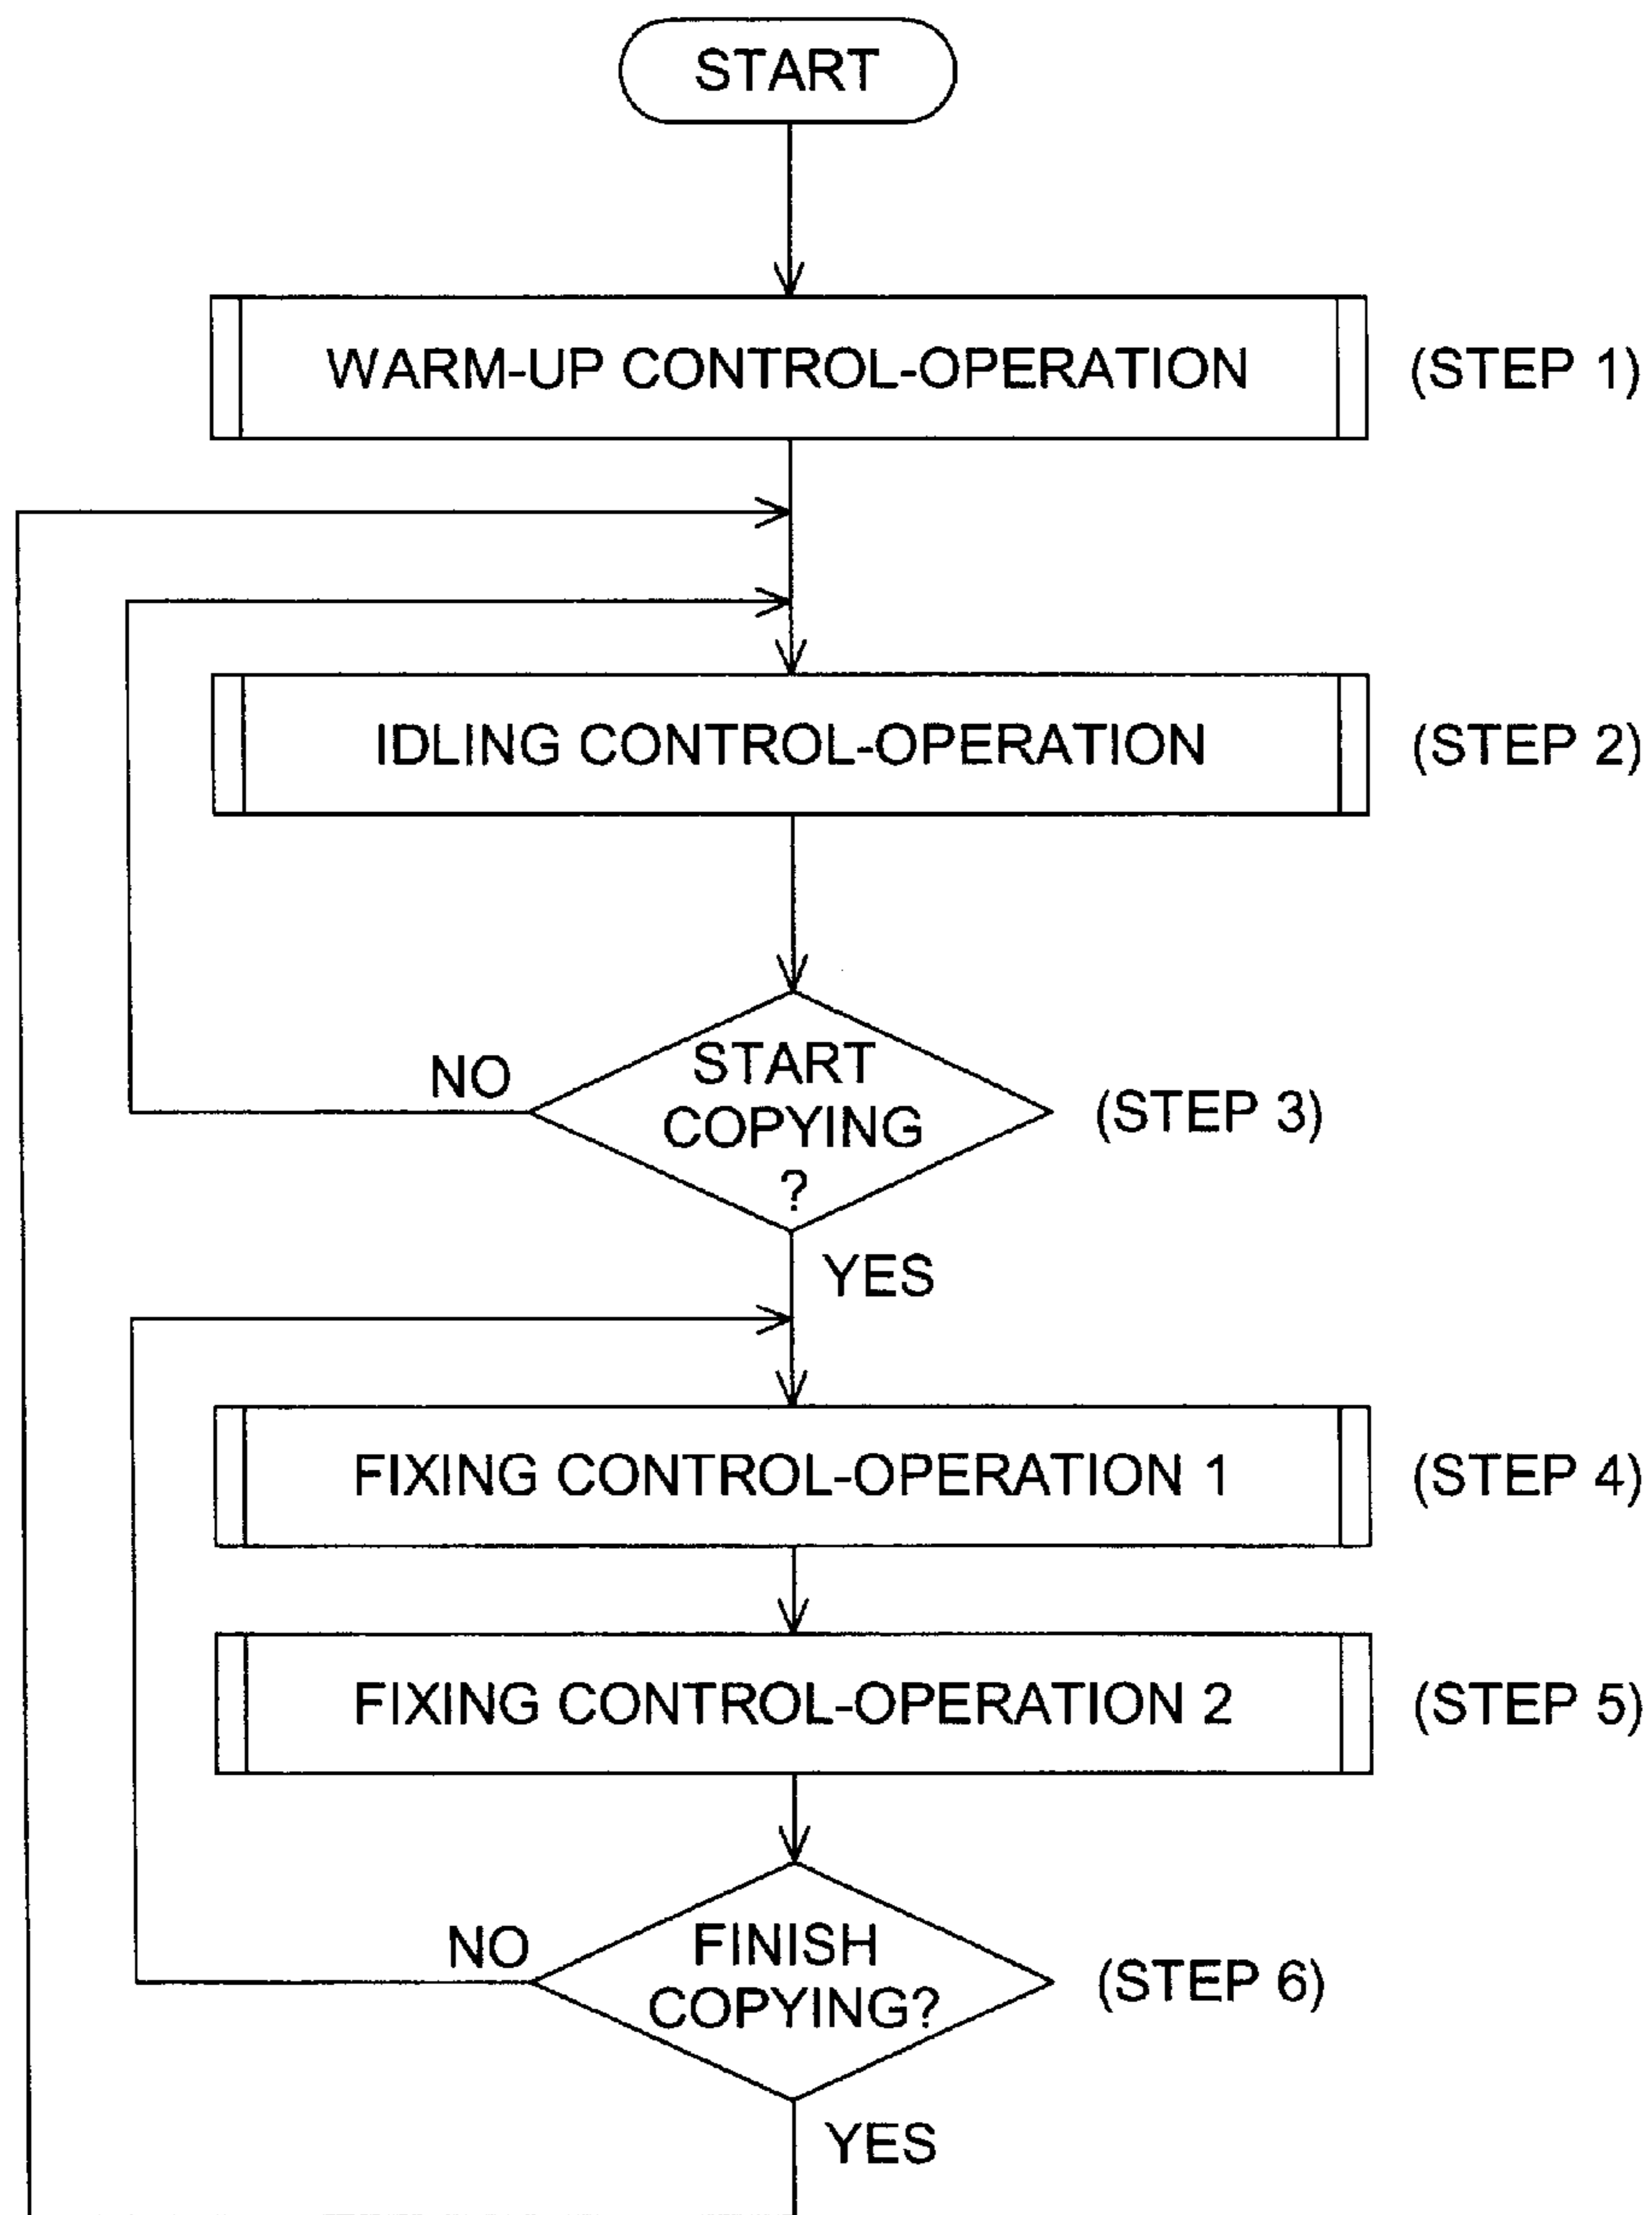 START
WARM-UP CONTROL-OPERATION (STEP 1)
IDLING CONTROL-OPERATION (STEP 2)
NO
START
COPYING
?
(STEP 3)
YES
FIXING CONTROL-OPERATION 1 (STEP 4)
FIXING CONTROL-OPERATION 2 (STEP 5)
NO
FINISH
COPYING?
(STEP 6)
YES